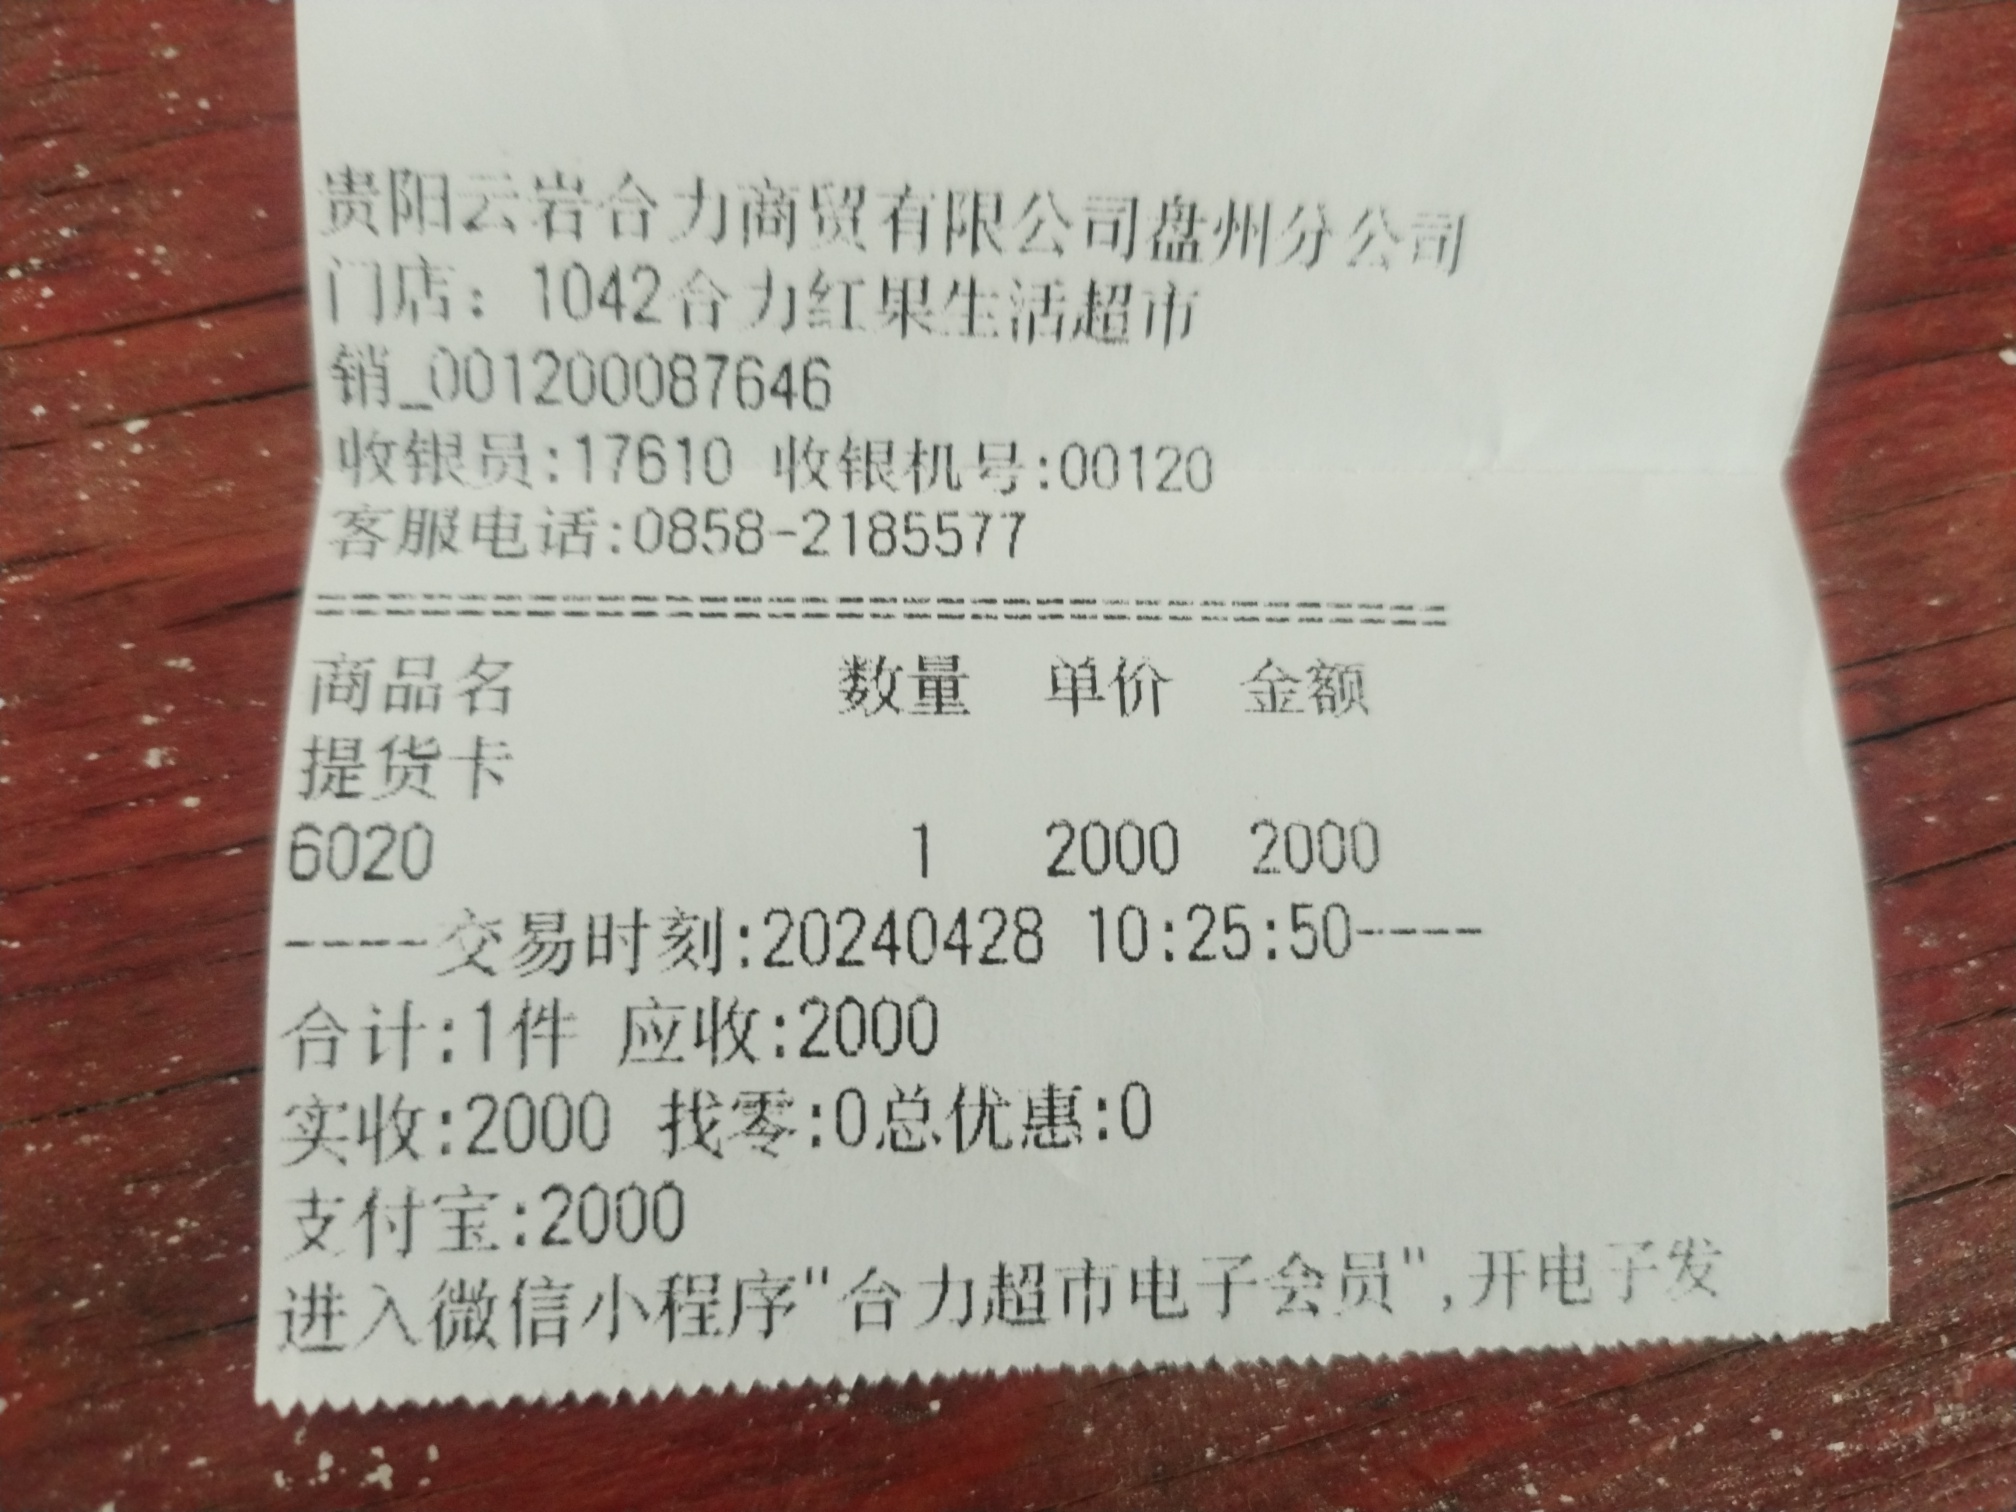 贵阳云岩合力商贸有限公司盘州分公司
门店：1042合力红果生活超市
销_001200087646
收银员:17610 收银机号:00120
客服电话:0858-2185577
================================
商品名 数量 单价 金额
提货卡
6020 1 2000 2000
----交易时刻:20240428 10:25:50----
合计:1件 应收:2000
实收:2000 找零:0总优惠:0
支付宝:2000
进入微信小程序"合力超市电子会员",开电子发